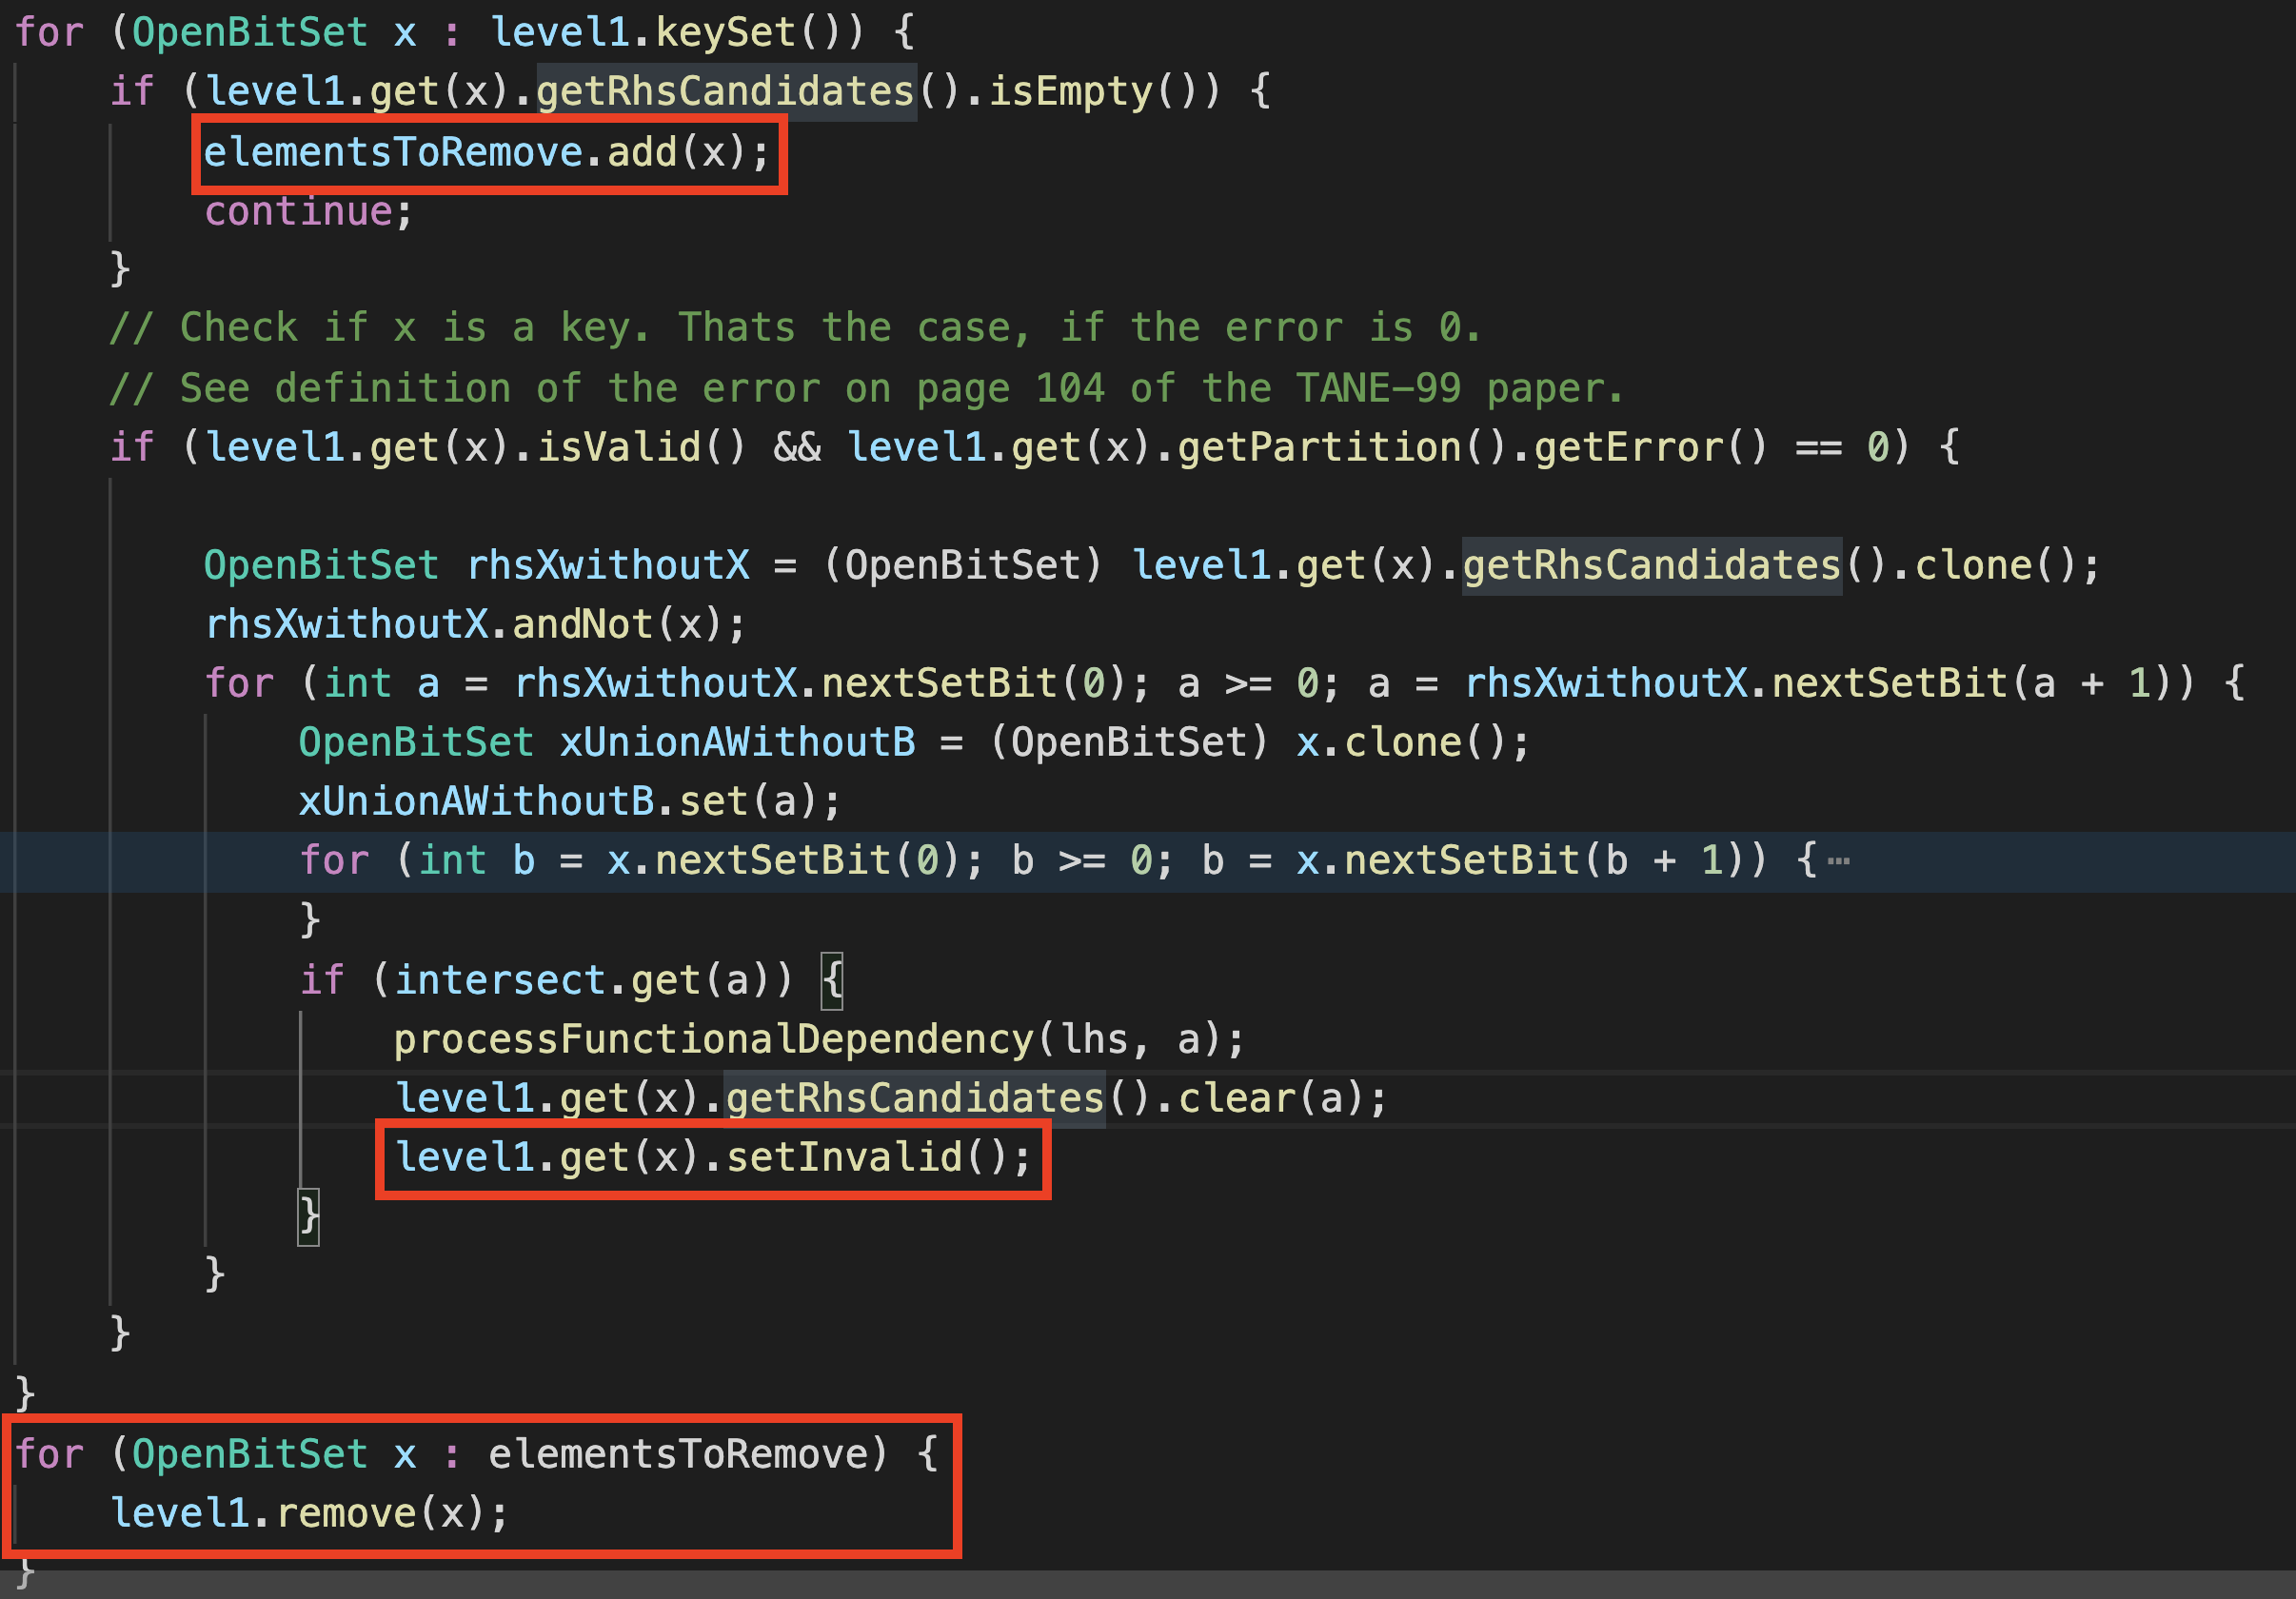 for (OpenBitSet x : level1.keySet()) {
if (level1.get(x).getRhsCandidates().isEmpty()) {
elementsToRemove.add(x);
continue;
}
// Check if x is a key. Thats the case, if the error is 0.
// See definition of the error on page 104 of the TANE-99 paper.
if (level1.get(x).isValid() && level1.get(x).getPartition().getError() == 0) {
OpenBitSet rhsXwithoutX = (OpenBitSet) level1.get(x).getRhsCandidates().clone();
rhsXwithoutX.andNot(x);
for (int a = rhsXwithoutX.nextSetBit(0); a >= 0; a = rhsXwithoutX.nextSetBit(a + 1)) {
OpenBitSet xUnionAWithoutB = (OpenBitSet) x.clone();
xUnionAWithoutB.set(a);
for (int b = x.nextSetBit(0); b >= 0; b = x.nextSetBit(b + 1)) {⋯
}
if (intersect.get(a)) {
processFunctionalDependency(lhs, a);
level1.get(x).getRhsCandidates().clear(a);
level1.get(x).setInvalid();
}
}
}
}
for (OpenBitSet x : elementsToRemove) {
level1.remove(x);
}